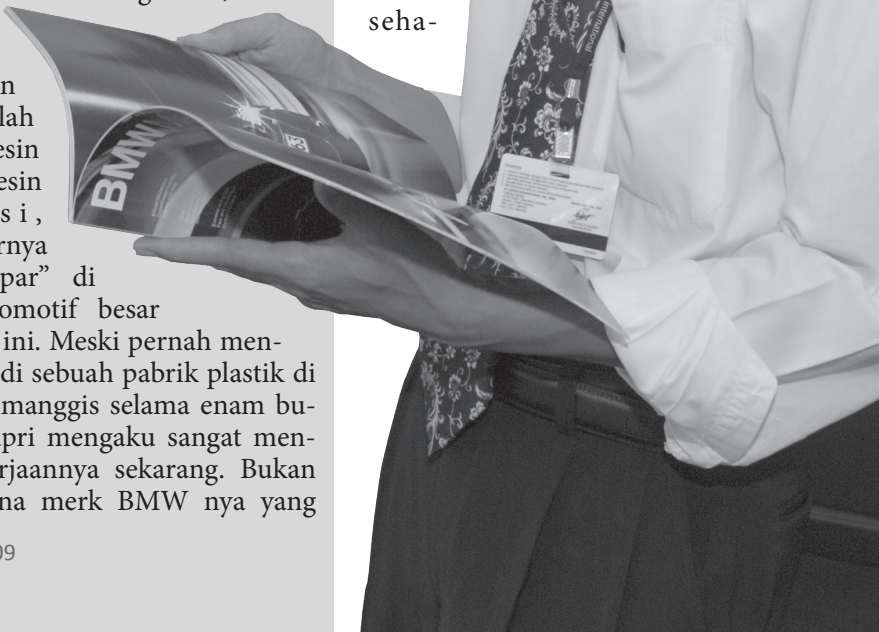 seha-
n
lah
esin
esin
s i ,
rnya
par” di
omotif besar
ini. Meski pernah men-
di sebuah pabrik plastik di
manggis selama enam bu-
pri mengaku sangat men-
rjaannya sekarang. Bukan
na merk BMW nya yang
09
BMW
international